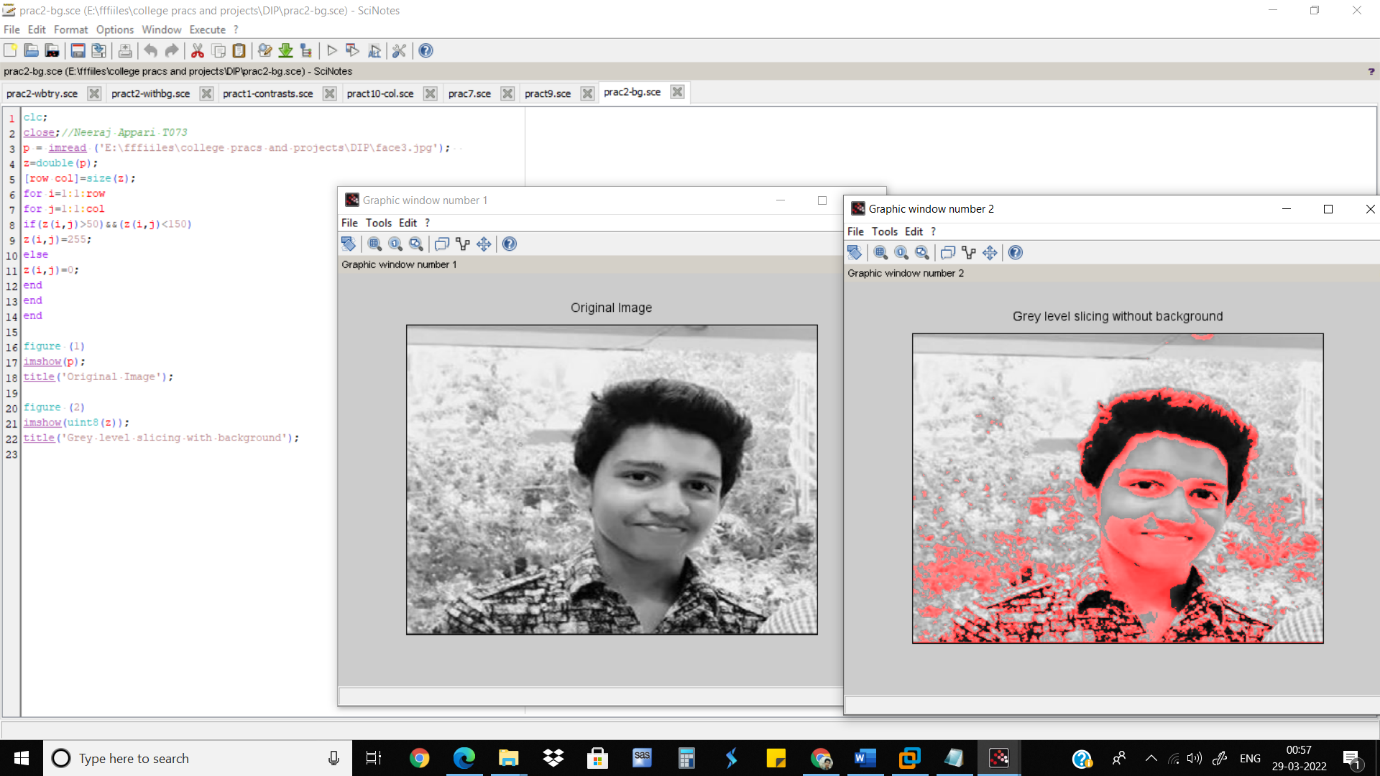 prac2-bg.sce (E:\fffiiles\college pracs and projects\DIP\prac2-bg.sce) - SciNotes
File Edit Format Options Window Execute ?
prac2-bg.sce (E:\fffiiles\college pracs and projects\DIP\prac2-bg.sce) - SciNotes
?
prac2-wbtry.sce pract2-withbg.sce pract1-contrasts.sce pract10-col.sce prac7.sce pract9.sce prac2-bg.sce
1 clc;
2 close;//Neeraj Appari T073
3 p = imread ('E:\fffiiles\college pracs and projects\DIP\face3.jpg');
4 z=double(p);
5 [row col]=size(z);
6 for i=1:1:row
7 for j=1:1:col
8 if(z(i,j)>50)&&(z(i,j)<150)
9 z(i,j)=255;
10 else
11 z(i,j)=0;
12 end
13 end
14 end
15
16 figure (1)
17 imshow(p);
18 title('Original Image');
19
20 figure (2)
21 imshow(uint8(z));
22 title('Grey level slicing with background');
23
Graphic window number 1
File Tools Edit ?
Graphic window number 1
Original Image
Graphic window number 2
File Tools Edit ?
Graphic window number 2
Grey level slicing without background
Type here to search
sas
W
ENG
00:57
29-03-2022
1